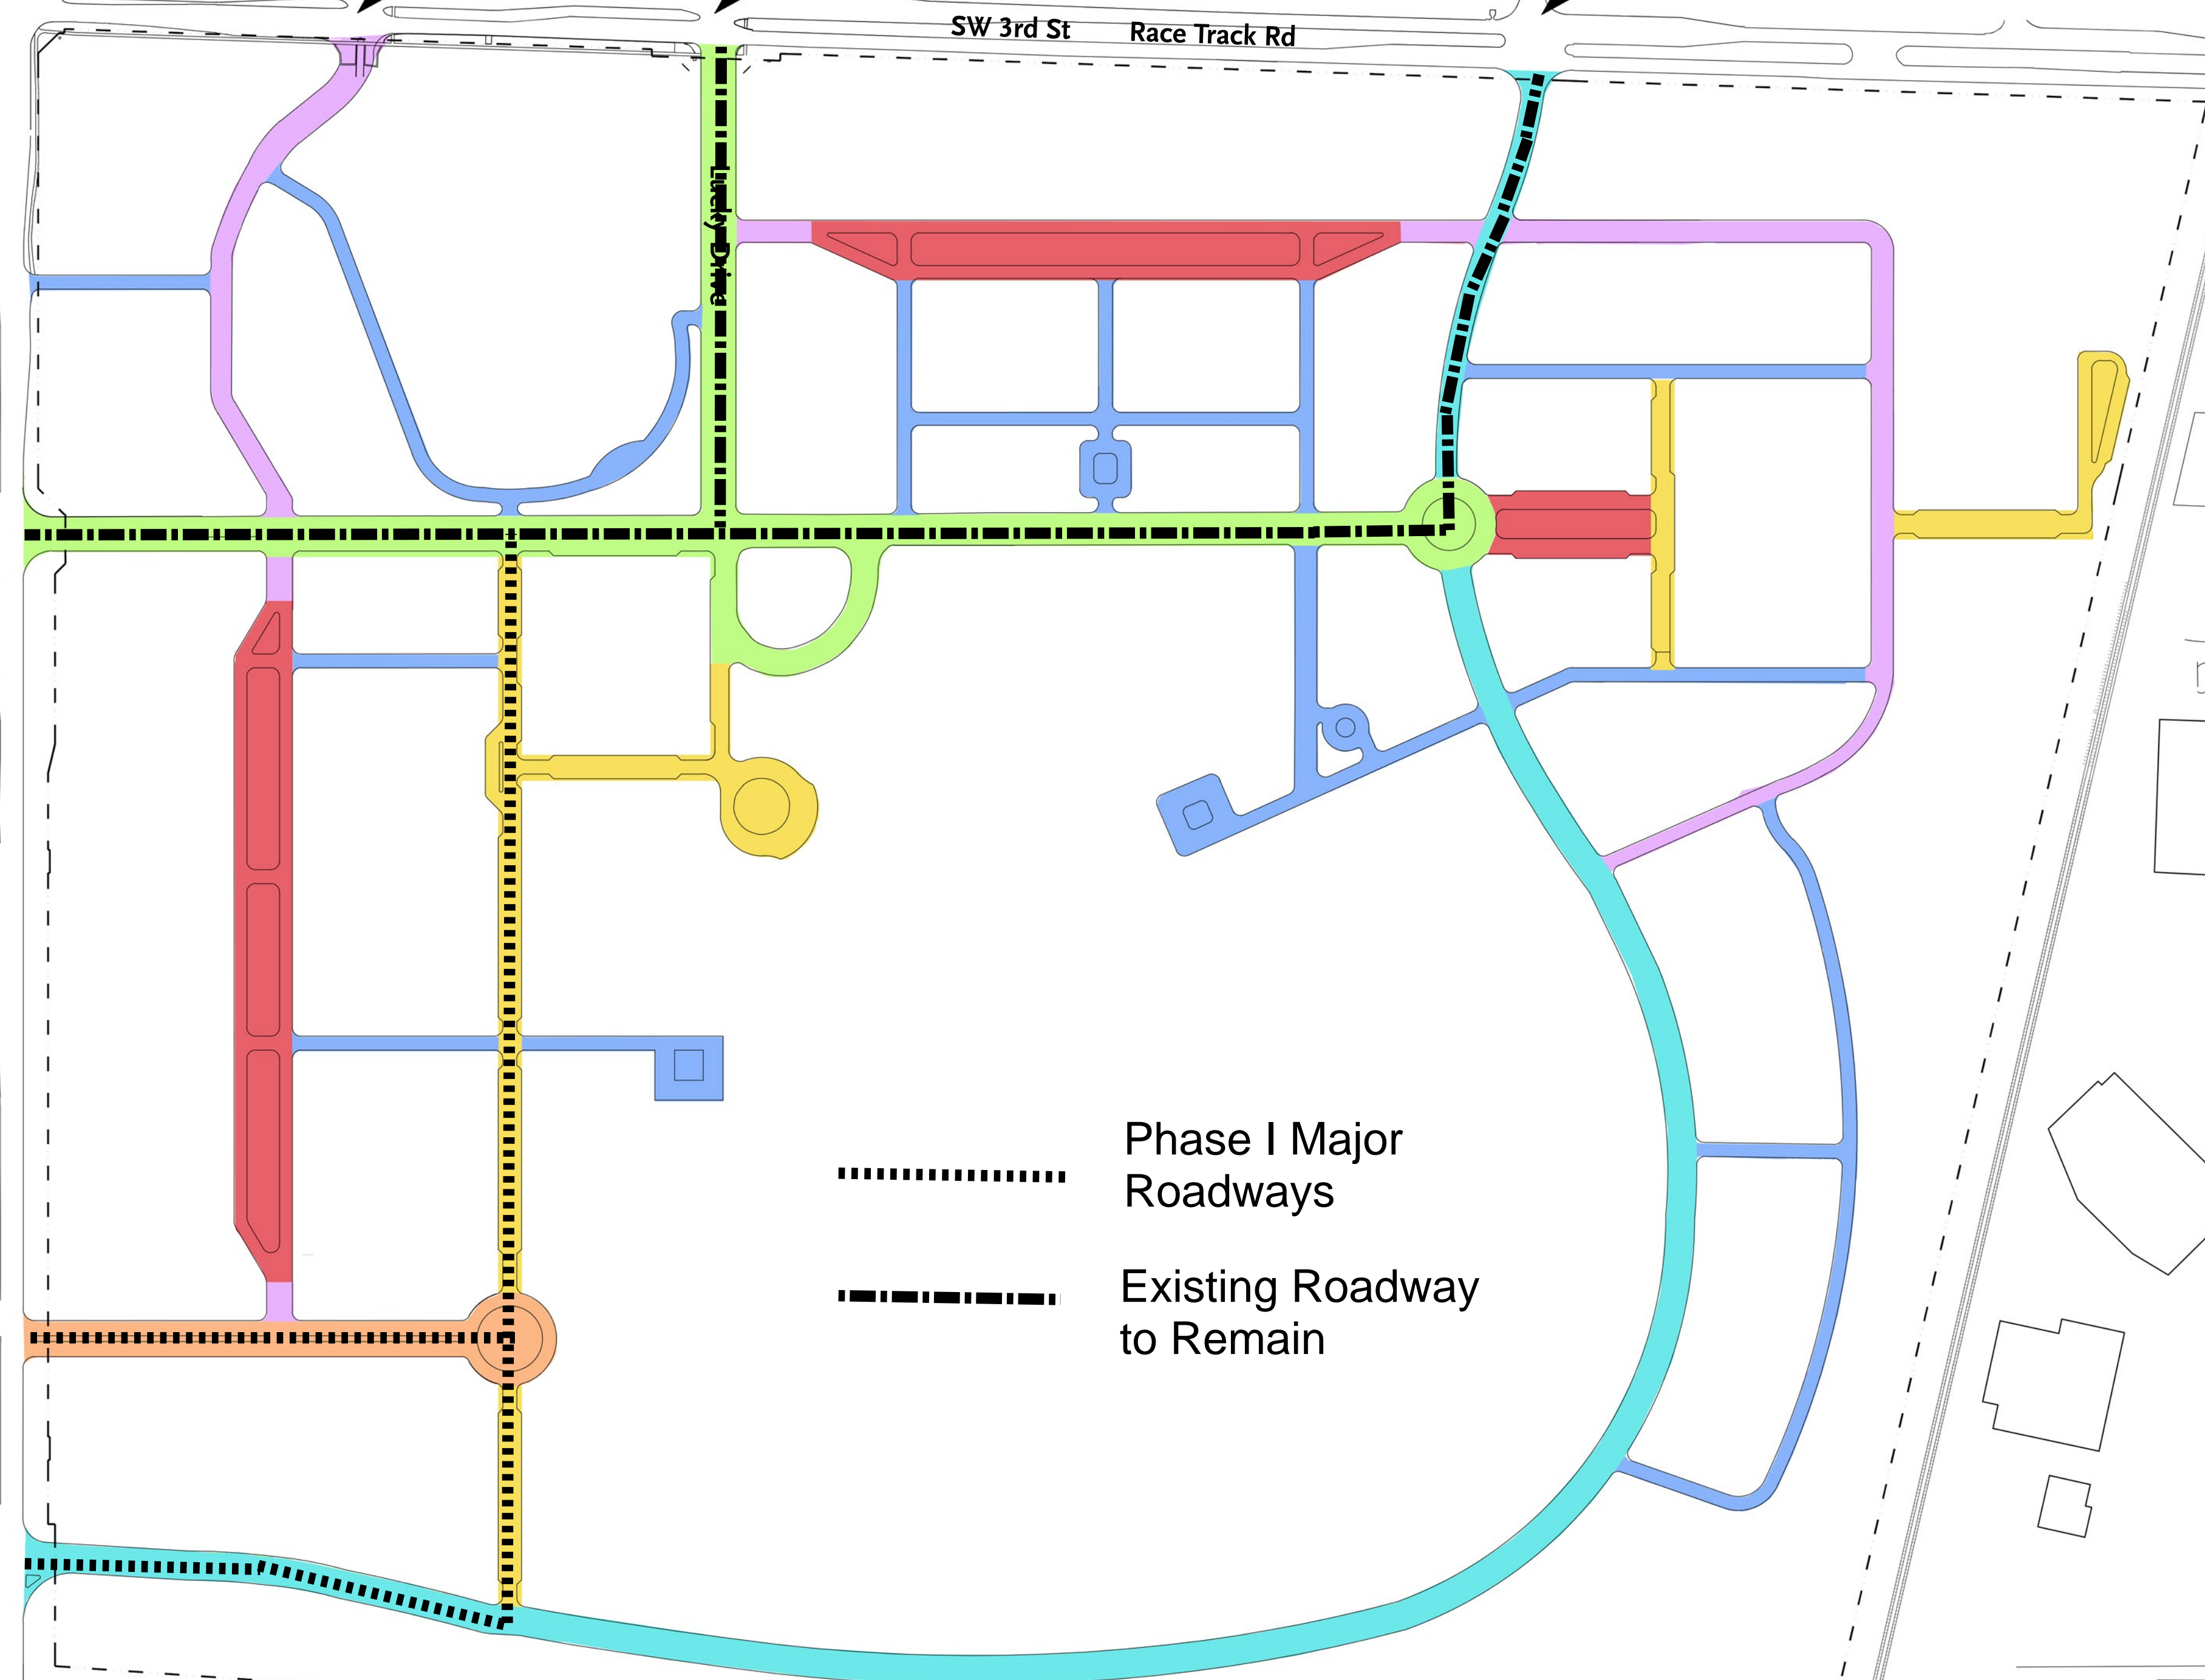 SW 3rd St Race Track Rd
Lucky Drive
Phase I Major
Roadways
Existing Roadway
to Remain